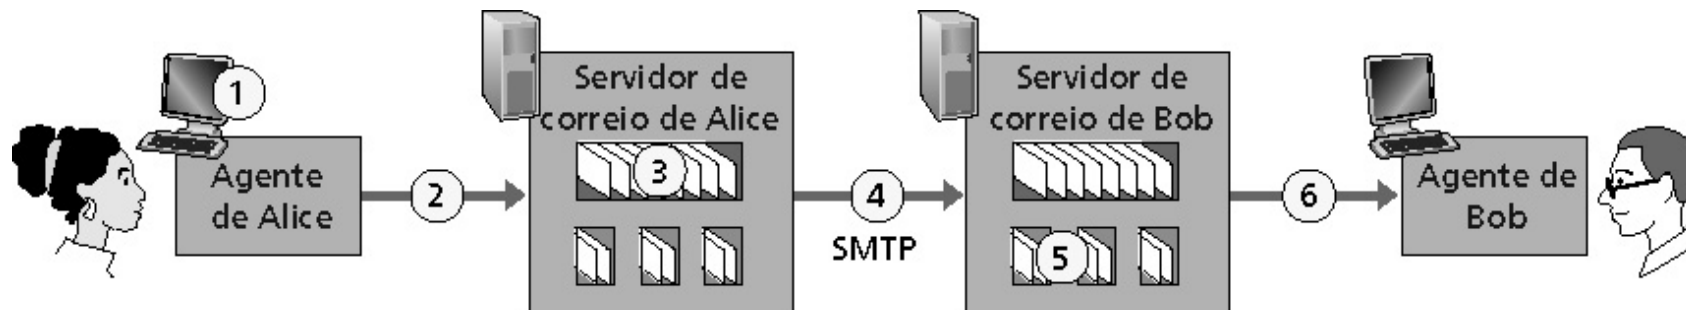 1
Agente
de Alice
2
Servidor de
correio de Alice
3
4
SMTP
Servidor de
correio de Bob
5
6
Agente de
Bob